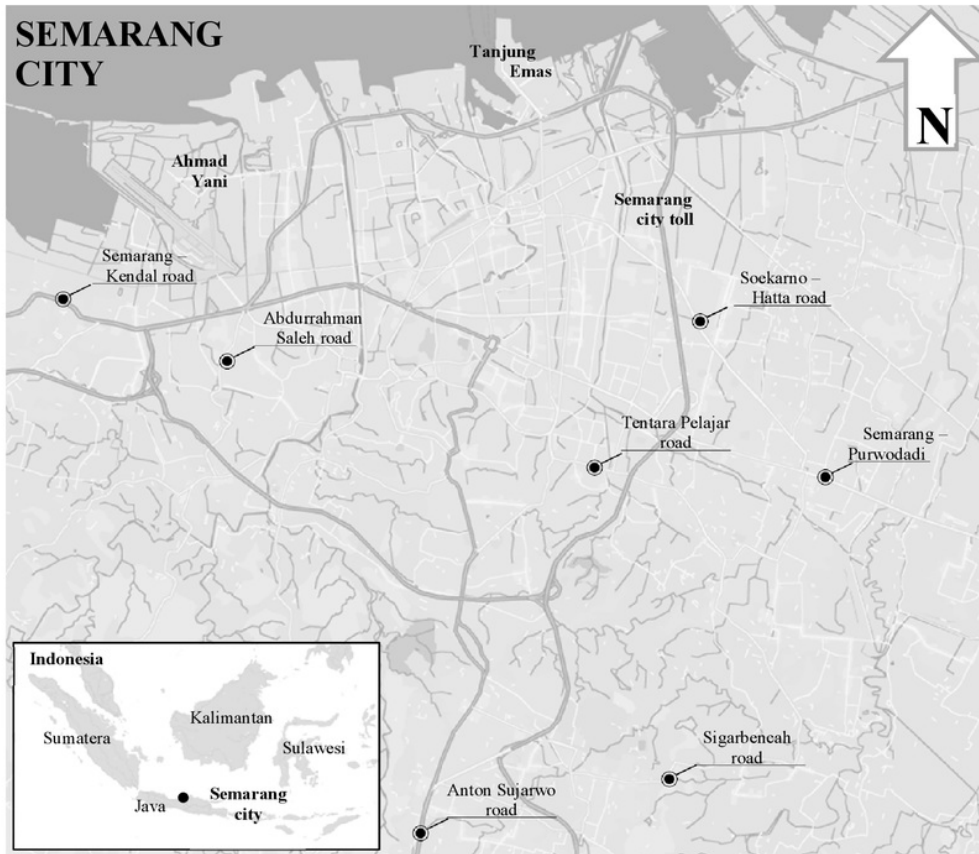 SEMARANG
CITY
Tanjung
Emas
N
Ahmad
Yani
Semarang
city toll
Semarang –
Kendal road
Soekarno –
Hatta road
Abdurrahman
Saleh road
Tentara Pelajar
road
Semarang –
Purwodadi
Indonesia
Kalimantan
Sumatera
Sulawesi
Sigarbencah
road
Java
Semarang
city
Anton Sujarwo
road